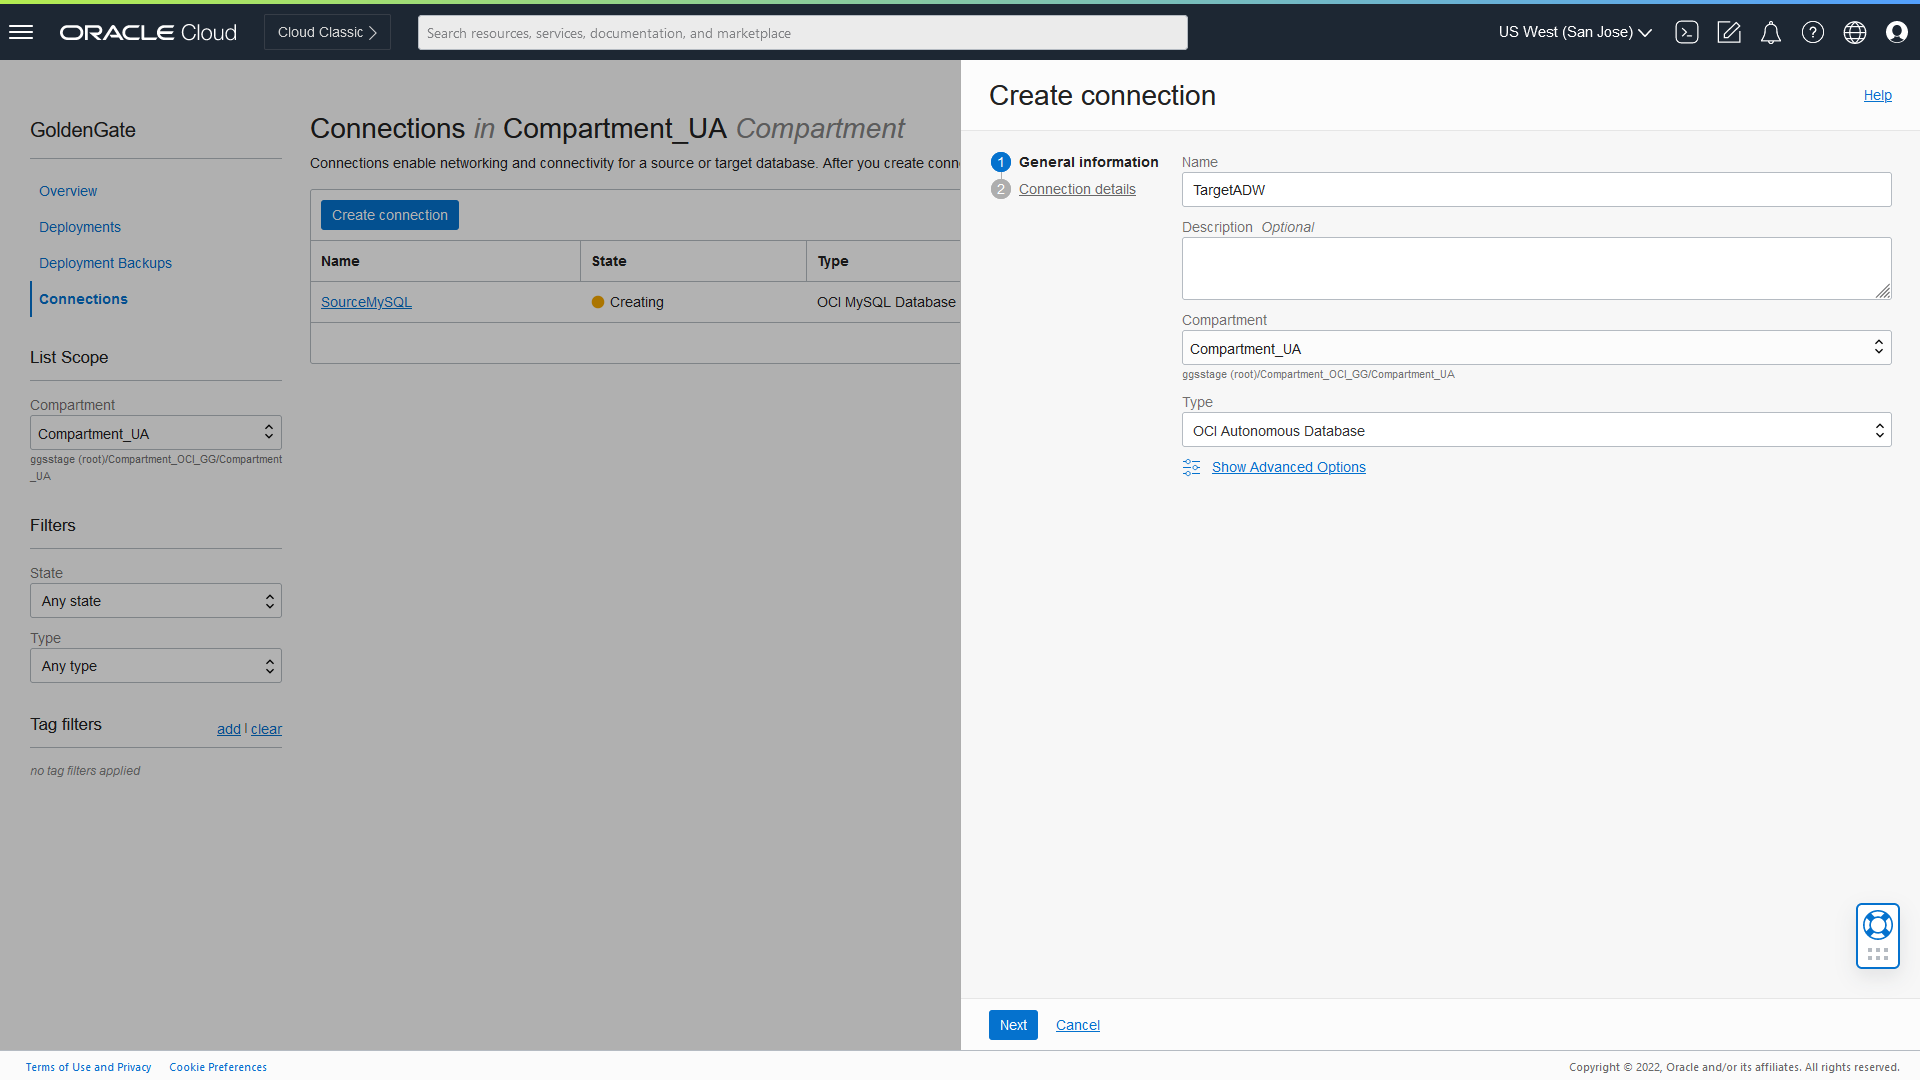 ORACLE Cloud
Cloud Classic
Search resources, services, documentation, and marketplace
US West (San Jose)
GoldenGate
Overview
Deployments
Deployment Backups
Connections
List Scope
Compartment
Compartment_UA
ggsstage (root)/Compartment_OCI_GG/Compartment
_UA
Filters
State
Any state
Type
Any type
Tag filters
add | clear
no tag filters applied
Connections in Compartment_UA Compartment
Connections enable networking and connectivity for a source or target database. After you create conn
Create connection
Name State Type
SourceMySQL Creating OCI MySQL Database
Create connection
Help
1 General information
2 Connection details
Name
TargetADW
Description Optional
Compartment
Compartment_UA
ggsstage (root)/Compartment_OCI_GG/Compartment_UA
Type
OCI Autonomous Database
Show Advanced Options
Next Cancel
Terms of Use and Privacy Cookie Preferences
Copyright © 2022, Oracle and/or its affiliates. All rights reserved.